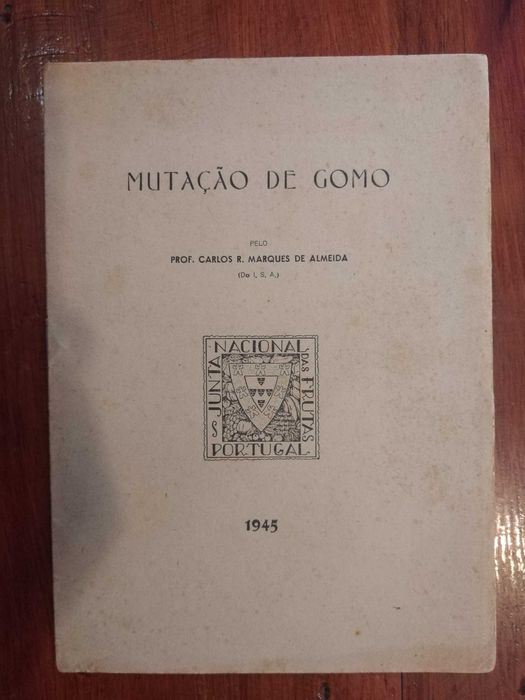 MUTAÇÃO DE GOMO
PELO
PROF. CARLOS R. MARQUES DE ALMEIDA
(Do I. S. A.)
JUNTA
NACIONAL
DAS FRUTAS
PORTUGAL
1945